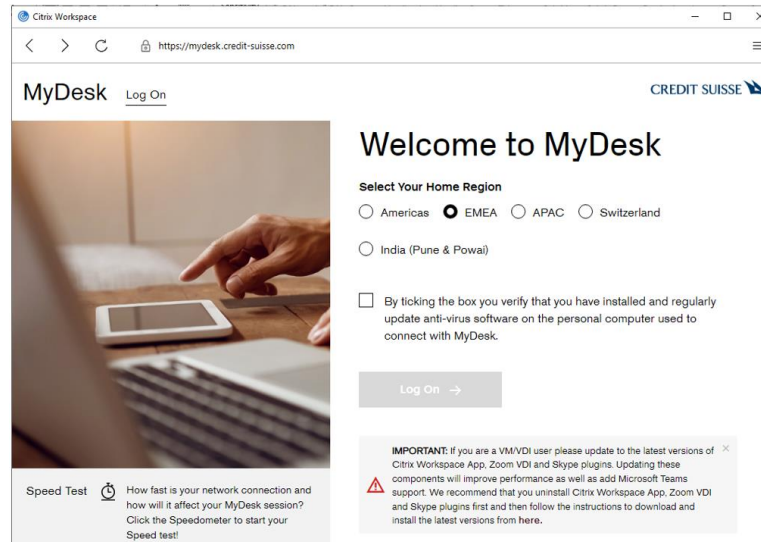 Citrix Workspace
https://mydesk.credit-suisse.com
MyDesk Log On
CREDIT SUISSE
Welcome to MyDesk
Select Your Home Region
Americas EMEA APAC Switzerland
India (Pune & Powai)
By ticking the box you verify that you have installed and regularly
update anti-virus software on the personal computer used to
connect with MyDesk.
Log On →
IMPORTANT: If you are a VM/VDI user please update to the latest versions of
Citrix Workspace App, Zoom VDI and Skype plugins. Updating these
components will improve performance as well as add Microsoft Teams
support. We recommend that you uninstall Citrix Workspace App, Zoom VDI
and Skype plugins first and then follow the instructions to download and
install the latest versions from here.
Speed Test
How fast is your network connection and
how will it affect your MyDesk session?
Click the Speedometer to start your
Speed test!